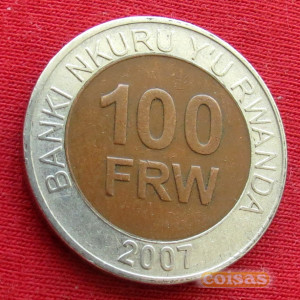 BANKI NKURU Y'U RWANDA
100
FRW
2007
coisas